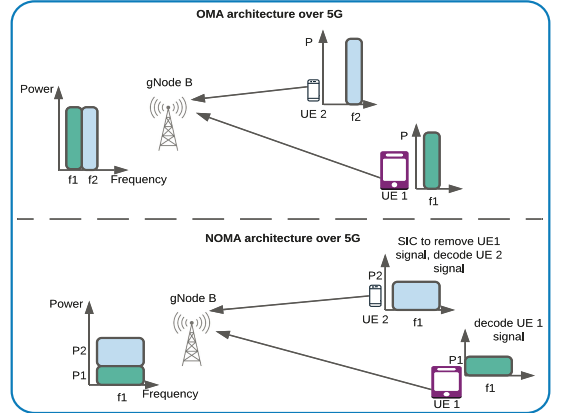 OMA architecture over 5G
P
gNode B
Power
UE 2
f2
P
f1 f2
Frequency
UE 1
f1
NOMA architecture over 5G
SIC to remove UE1
signal, decode UE 2
signal
P2
gNode B
Power
UE 2
f1
decode UE 1
signal
P2
P1
P1
f1
Frequency
f1
UE 1